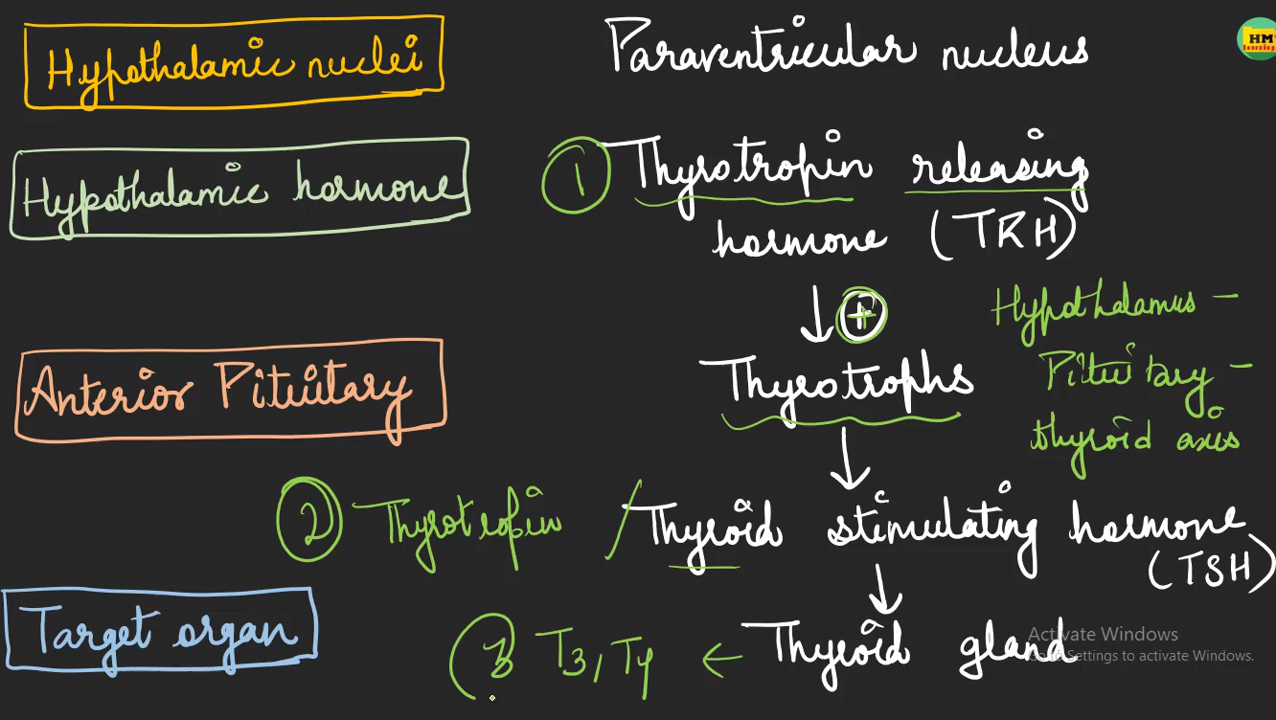 Hypothalamic nuclei
Paraventricular nucleus
HM
learnings
Hypothalamic hormone
1 Thyrotropin releasing
hormone (TRH)
↓ +
Hypothalamus -
Pituitary -
thyroid axis
Anterior Pituitary
Thyrotrophs
↓
2 Thyrotropin / Thyroid stimulating hormone
(TSH)
↓
Target organ
3 T3, T4 ← Thyroid gland
Activate Windows
Go to Settings to activate Windows.